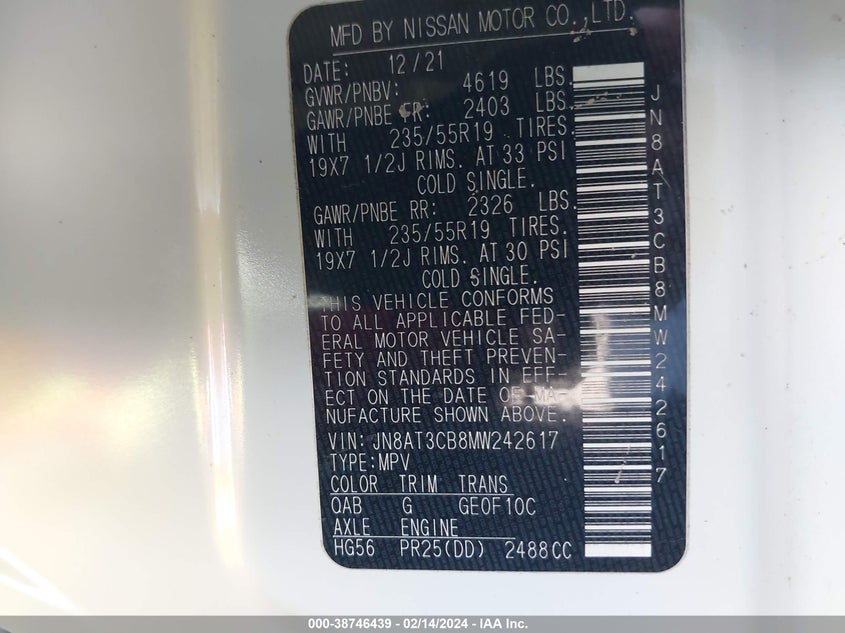 MFD BY NISSAN MOTOR CO.,LTD.
DATE: 12/21
GVWR/PNBV: 4619 LBS.
GAWR/PNBE FR: 2403 LBS.
WITH 235/55R19 TIRES.
19X7 1/2J RIMS. AT 33 PSI
COLD SINGLE.
GAWR/PNBE RR: 2326 LBS.
WITH 235/55R19 TIRES.
19X7 1/2J RIMS. AT 30 PSI
COLD SINGLE.
THIS VEHICLE CONFORMS
TO ALL APPLICABLE FED-
ERAL MOTOR VEHICLE SA-
FETY AND THEFT PREVEN-
TION STANDARDS IN EFF-
ECT ON THE DATE OF MA-
NUFACTURE SHOWN ABOVE.
VIN: JN8AT3CB8MW242617
TYPE:MPV
COLOR TRIM TRANS
QAB G GE0F10C
AXLE ENGINE
HG56 PR25(DD) 2488CC
JN8AT3CB8MW242617
000-38746439 - 02/14/2024 - IAA Inc.